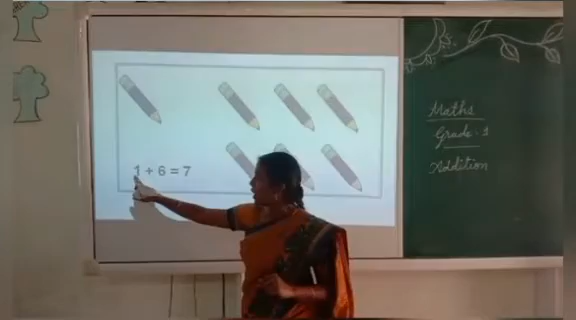 1 + 6 = 7
Maths
Grade - 1
Addition